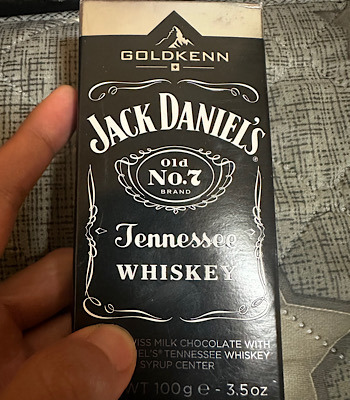 GOLDKENN
JACK DANIEL'S
Old
No.7
BRAND
Tennessee
WHISKEY
MILK CHOCOLATE WITH
TENNESSEE WHISKEY
SYRUP CENTER
100g e - 3.5oz